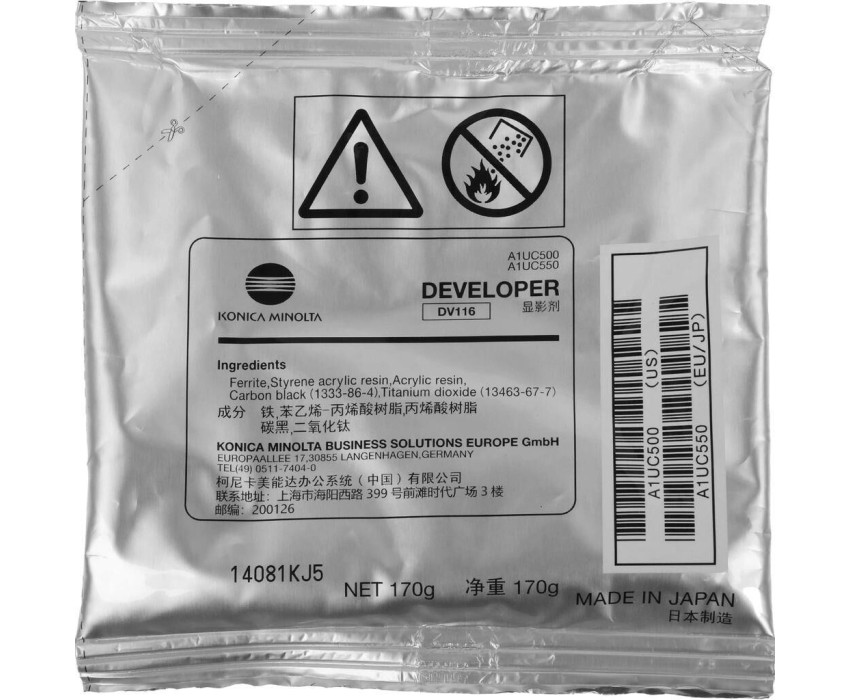 A1UC500
A1UC550
KONICA MINOLTA
DEVELOPER
DV116
显影剂
Ingredients
Ferrite,Styrene acrylic resin,Acrylic resin,
Carbon black (1333-86-4),Titanium dioxide (13463-67-7)
成分 铁,苯乙烯-丙烯酸树脂,丙烯酸树脂
碳黑,二氧化钛
KONICA MINOLTA BUSINESS SOLUTIONS EUROPE GmbH
EUROPAALLEE 17,30855 LANGENHAGEN,GERMANY
TEL(49) 0511-7404-0
柯尼卡美能达办公系统（中国）有限公司
联系地址: 上海市海阳西路 399 号前滩时代广场 3 楼
邮编: 200126
A1UC500 (US)
A1UC550 (EU/JP)
14081KJ5
NET 170g 净重 170g
MADE IN JAPAN
日本制造